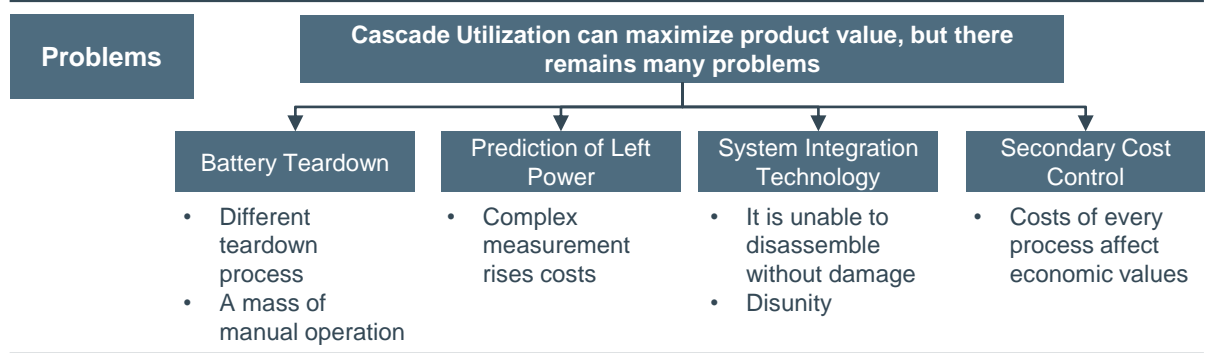 Problems
Cascade Utilization can maximize product value, but there
remains many problems
Battery Teardown
• Different
teardown
process
• A mass of
manual operation
Prediction of Left
Power
• Complex
measurement
rises costs
System Integration
Technology
• It is unable to
disassemble
without damage
• Disunity
Secondary Cost
Control
• Costs of every
process affect
economic values